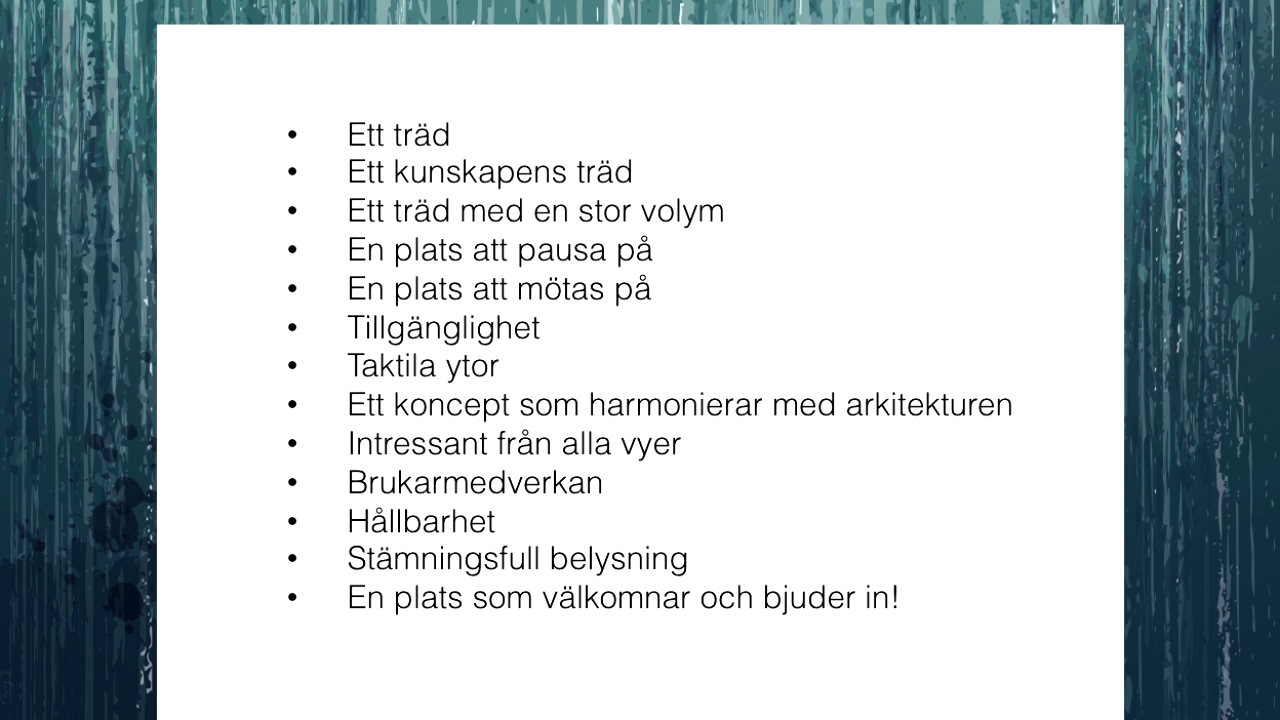 • Ett träd
• Ett kunskapens träd
• Ett träd med en stor volym
• En plats att pausa på
• En plats att mötas på
• Tillgänglighet
• Taktila ytor
• Ett koncept som harmonierar med arkitekturen
• Intressant från alla vyer
• Brukarmedverkan
• Hållbarhet
• Stämningsfull belysning
• En plats som välkomnar och bjuder in!